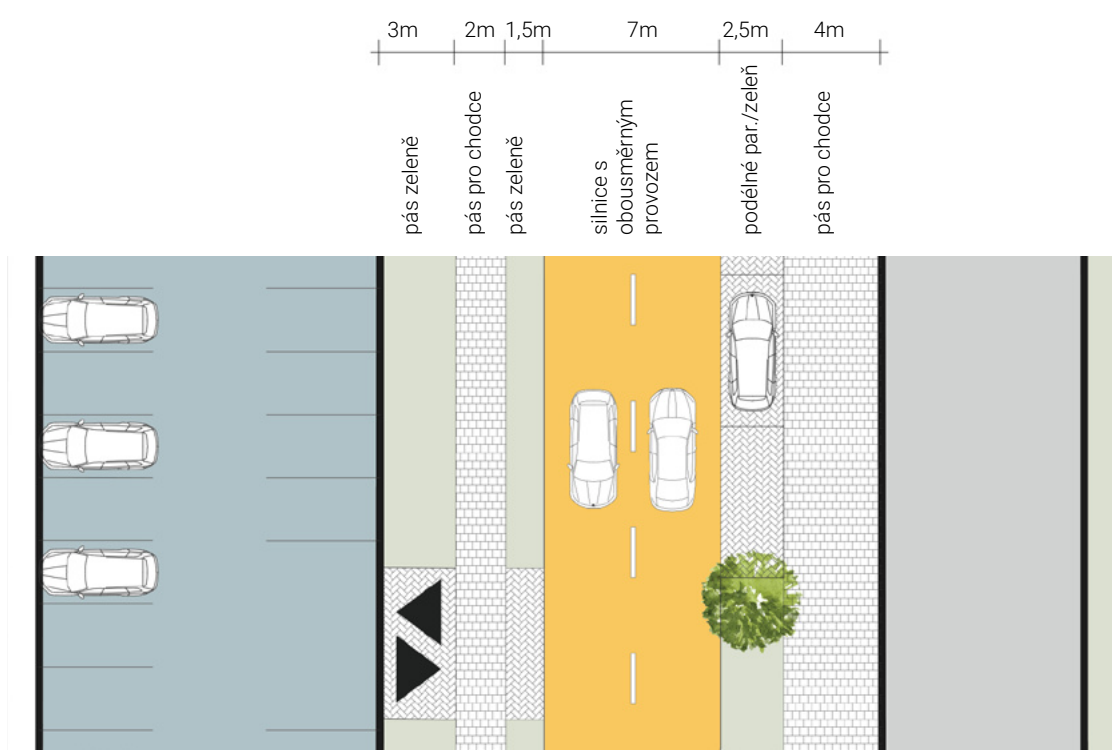 3m
2m
1,5m
7m
2,5m
4m
pás zeleně
pás pro chodce
pás zeleně
silnice s
obousměrným
provozem
podélné par./zeleň
pás pro chodce